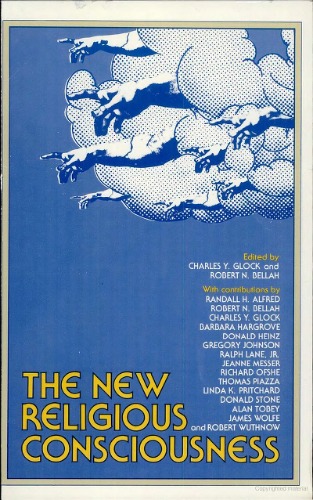 Edited by
CHARLES Y. GLOCK and
ROBERT N. BELLAH
With contributions by
RANDALL H. ALFRED
ROBERT N. BELLAH
CHARLES Y. GLOCK
BARBARA HARGROVE
DONALD HEINZ
GREGORY JOHNSON
RALPH LANE, JR.
JEANNE MESSER
RICHARD OFSHE
THOMAS PIAZZA
LINDA K. PRITCHARD
DONALD STONE
ALAN TOBEY
JAMES WOLFE
and ROBERT WUTHNOW
THE NEW
RELIGIOUS
CONSCIOUSNESS
Copyrighted material